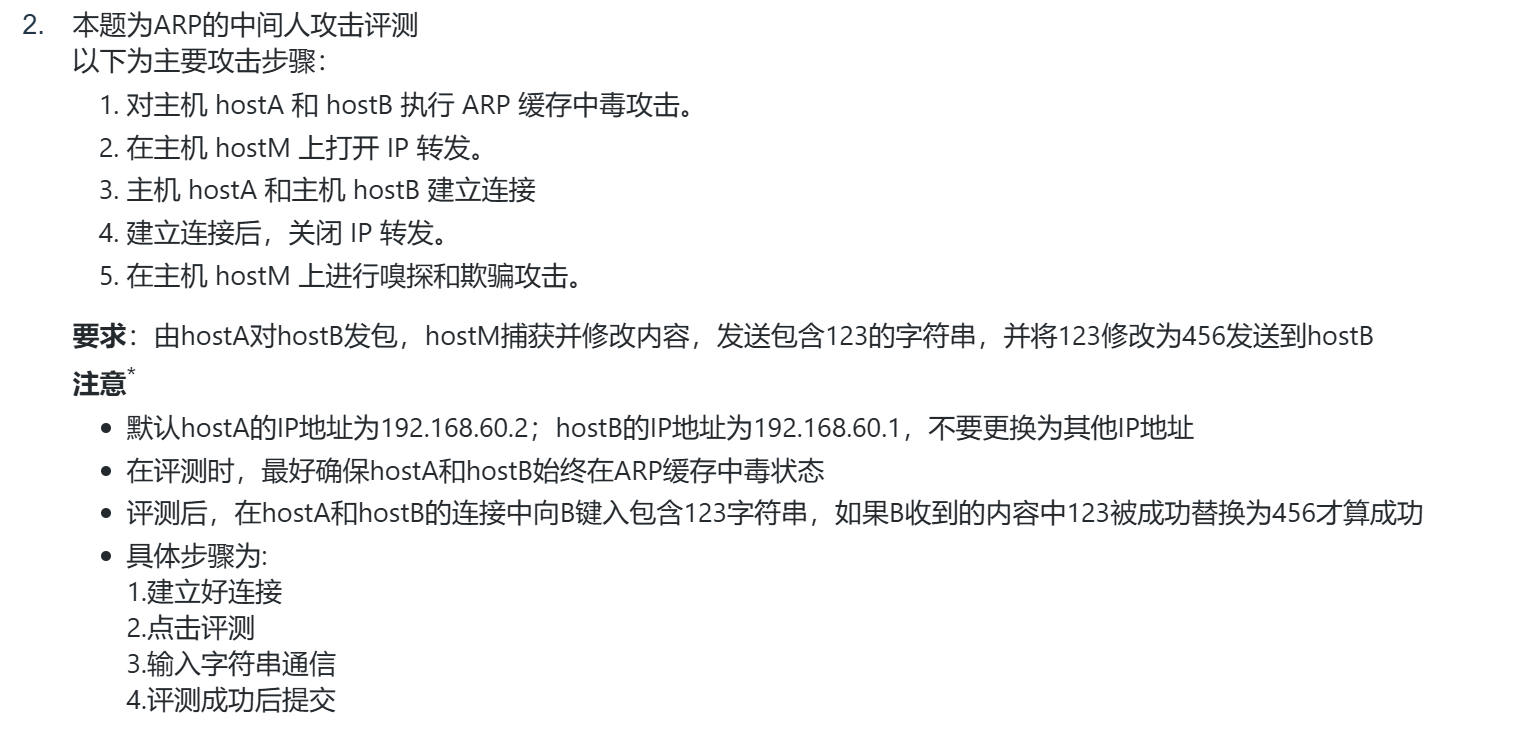 2. 本题为ARP的中间人攻击评测
以下为主要攻击步骤：
1. 对主机 hostA 和 hostB 执行 ARP 缓存中毒攻击。
2. 在主机 hostM 上打开 IP 转发。
3. 主机 hostA 和主机 hostB 建立连接
4. 建立连接后，关闭 IP 转发。
5. 在主机 hostM 上进行嗅探和欺骗攻击。
要求：由hostA对hostB发包，hostM捕获并修改内容，发送包含123的字符串，并将123修改为456发送到hostB
注意*
• 默认hostA的IP地址为192.168.60.2；hostB的IP地址为192.168.60.1，不要更换为其他IP地址
• 在评测时，最好确保hostA和hostB始终在ARP缓存中毒状态
• 评测后，在hostA和hostB的连接中向B键入包含123字符串，如果B收到的内容中123被成功替换为456才算成功
• 具体步骤为:
1.建立好连接
2.点击评测
3.输入字符串通信
4.评测成功后提交